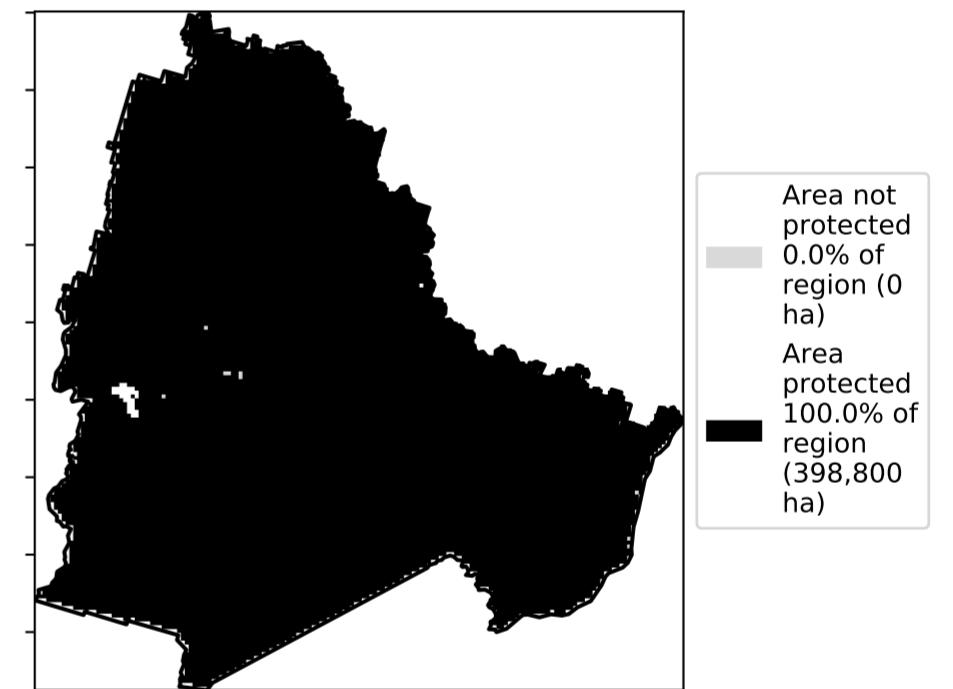 Area not
protected
0.0% of
region (0
ha)
Area
protected
100.0% of
region
(398,800
ha)